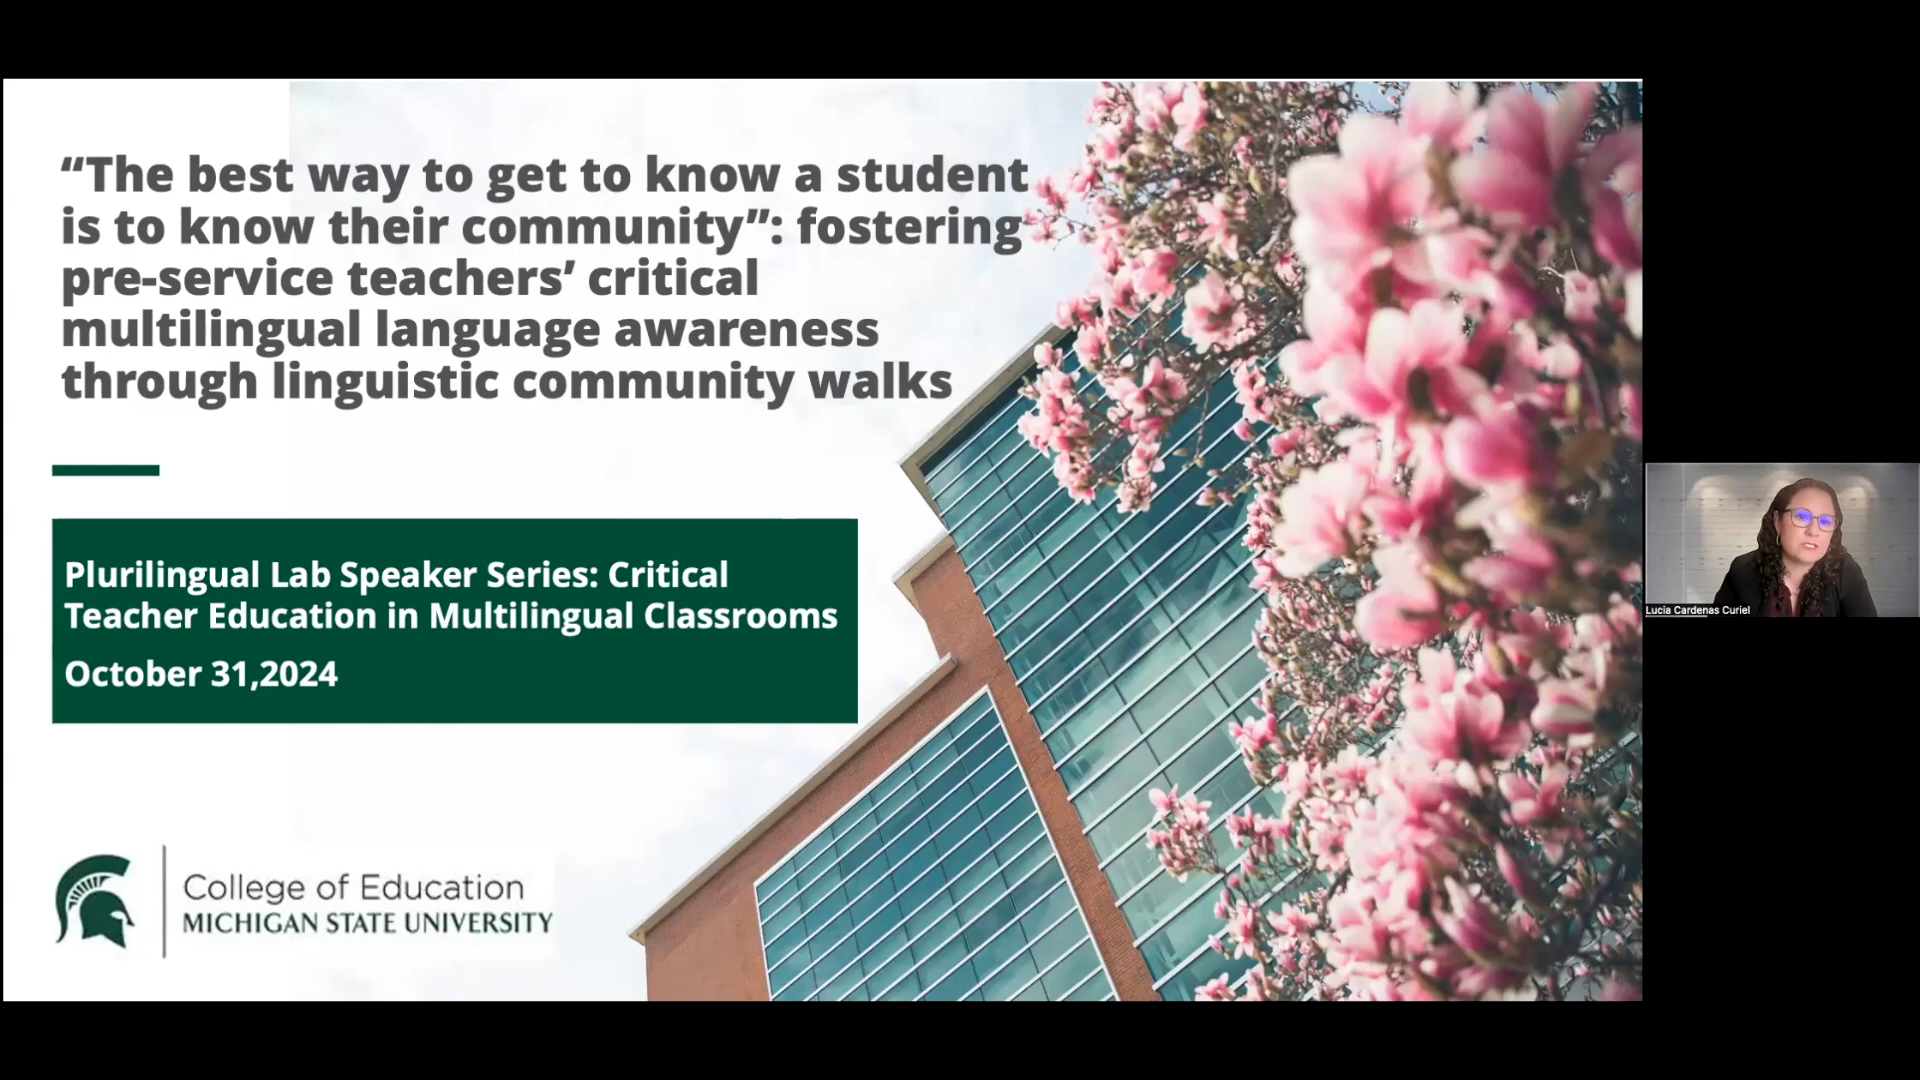 “The best way to get to know a student
is to know their community”: fostering
pre-service teachers’ critical
multilingual language awareness
through linguistic community walks
Plurilingual Lab Speaker Series: Critical
Teacher Education in Multilingual Classrooms
October 31,2024
College of Education
MICHIGAN STATE UNIVERSITY
Lucia Cardenas Curiel